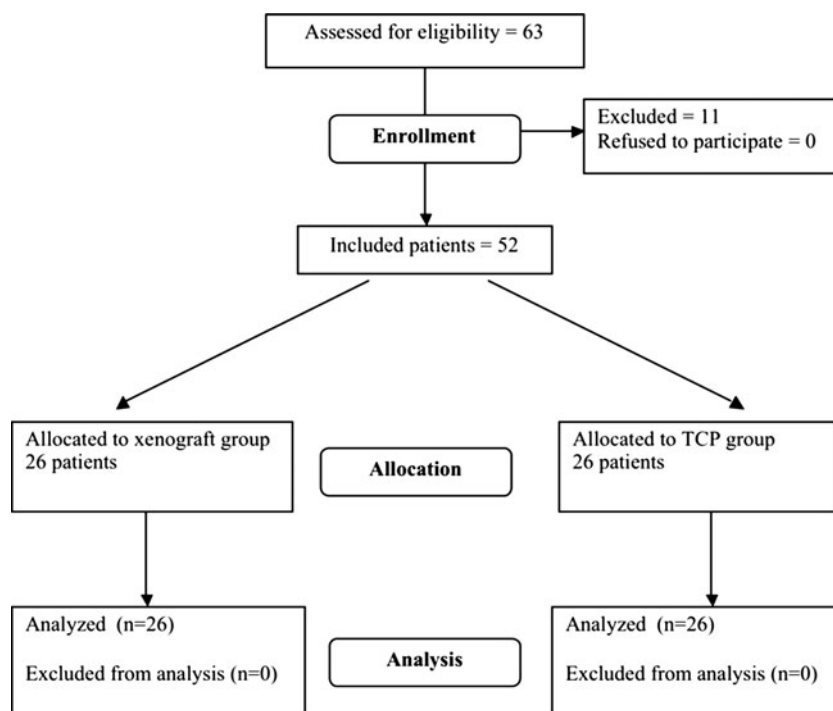 Assessed for eligibility = 63
Enrollment
Excluded = 11
Refused to participate = 0
Included patients = 52
Allocated to xenograft group
26 patients
Allocation
Allocated to TCP group
26 patients
Analyzed (n=26)
Excluded from analysis (n=0)
Analysis
Analyzed (n=26)
Excluded from analysis (n=0)